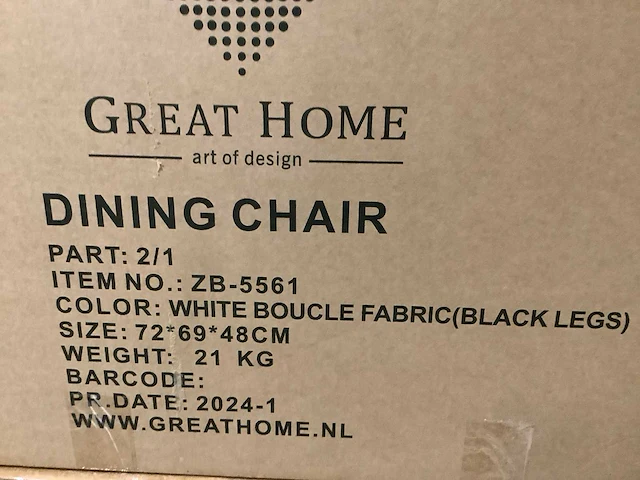 GREAT HOME
art of design
DINING CHAIR
PART: 2/1
ITEM NO.: ZB-5561
COLOR: WHITE BOUCLE FABRIC(BLACK LEGS)
SIZE: 72*69*48CM
WEIGHT: 21 KG
BARCODE:
PR.DATE: 2024-1
WWW.GREATHOME.NL